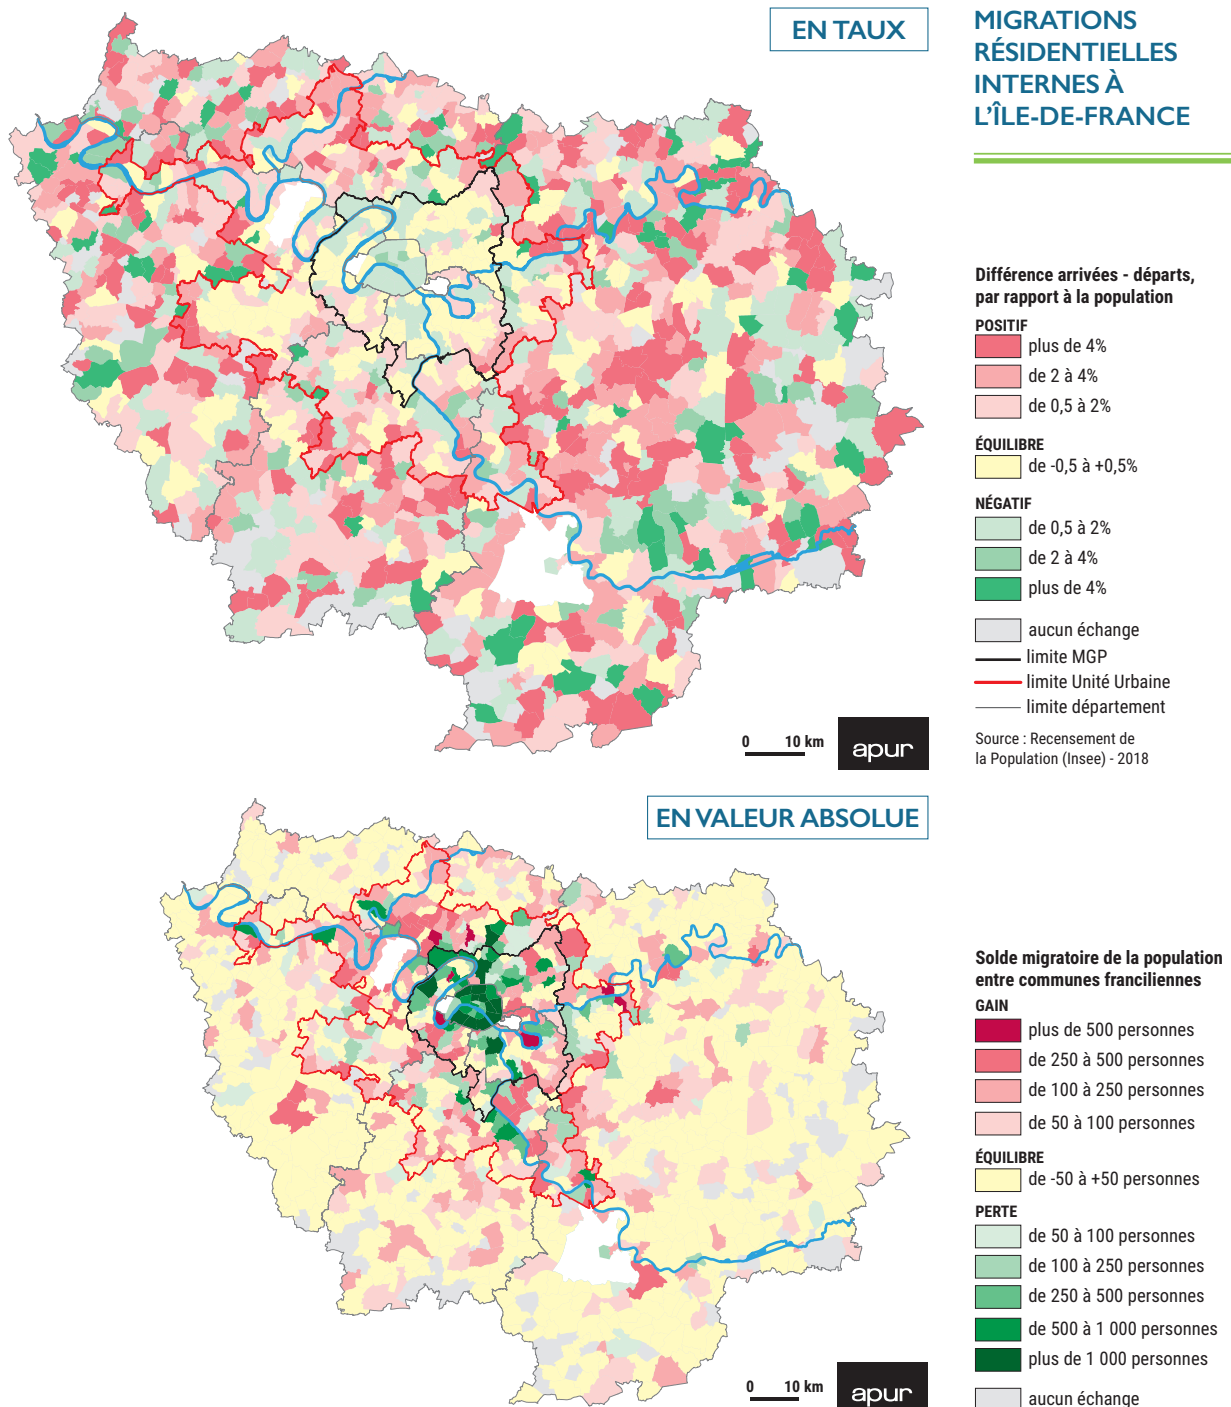 EN TAUX
MIGRATIONS
RÉSIDENTIELLES
INTERNES À
L'ÎLE-DE-FRANCE
Différence arrivées - départs,
par rapport à la population
POSITIF
plus de 4%
de 2 à 4%
de 0,5 à 2%
ÉQUILIBRE
de -0,5 à +0,5%
NÉGATIF
de 0,5 à 2%
de 2 à 4%
plus de 4%
aucun échange
limite MGP
limite Unité Urbaine
limite département
Source : Recensement de
la Population (Insee) - 2018
0 10 km
apur
EN VALEUR ABSOLUE
Solde migratoire de la population
entre communes franciliennes
GAIN
plus de 500 personnes
de 250 à 500 personnes
de 100 à 250 personnes
de 50 à 100 personnes
ÉQUILIBRE
de -50 à +50 personnes
PERTE
de 50 à 100 personnes
de 100 à 250 personnes
de 250 à 500 personnes
de 500 à 1 000 personnes
plus de 1 000 personnes
aucun échange
0 10 km
apur